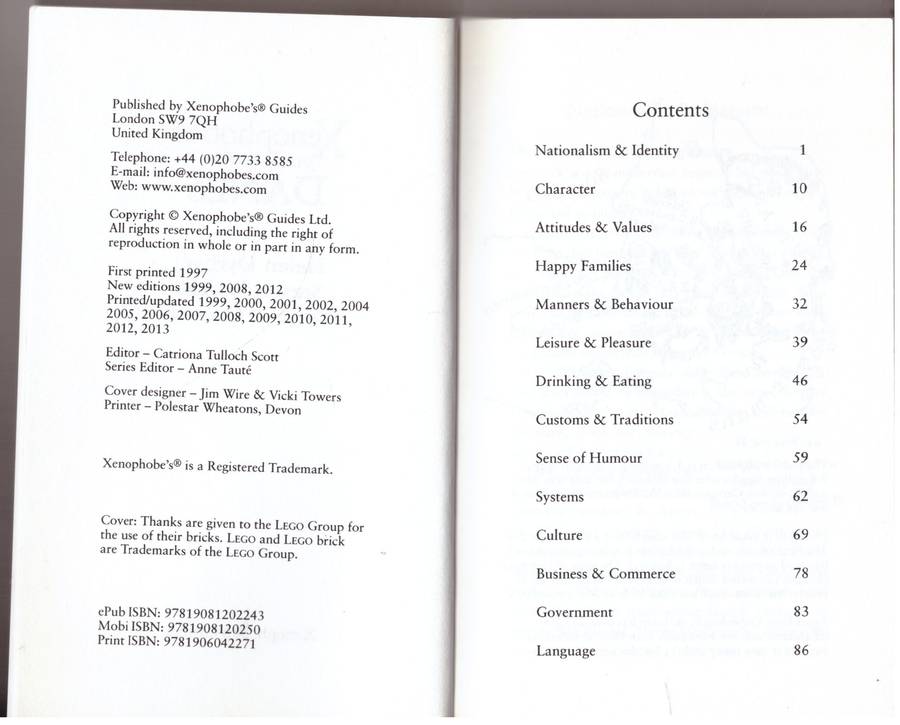 Published by Xenophobe's® Guides
London SW9 7QH
United Kingdom
Telephone: +44 (0)20 7733 8585
E-mail: info@xenophobes.com
Web: www.xenophobes.com
Copyright © Xenophobe's® Guides Ltd.
All rights reserved, including the right of
reproduction in whole or in part in any form.
First printed 1997
New editions 1999, 2008, 2012
Printed/updated 1999, 2000, 2001, 2002, 2004
2005, 2006, 2007, 2008, 2009, 2010, 2011,
2012, 2013
Editor – Catriona Tulloch Scott
Series Editor – Anne Tauté
Cover designer – Jim Wire & Vicki Towers
Printer – Polestar Wheatons, Devon
Xenophobe's® is a Registered Trademark.
Cover: Thanks are given to the LEGO Group for
the use of their bricks. LEGO and LEGO brick
are Trademarks of the LEGO Group.
ePub ISBN: 97819081202243
Mobi ISBN: 9781908120250
Print ISBN: 9781906042271
Contents
Nationalism & Identity 1
Character 10
Attitudes & Values 16
Happy Families 24
Manners & Behaviour 32
Leisure & Pleasure 39
Drinking & Eating 46
Customs & Traditions 54
Sense of Humour 59
Systems 62
Culture 69
Business & Commerce 78
Government 83
Language 86